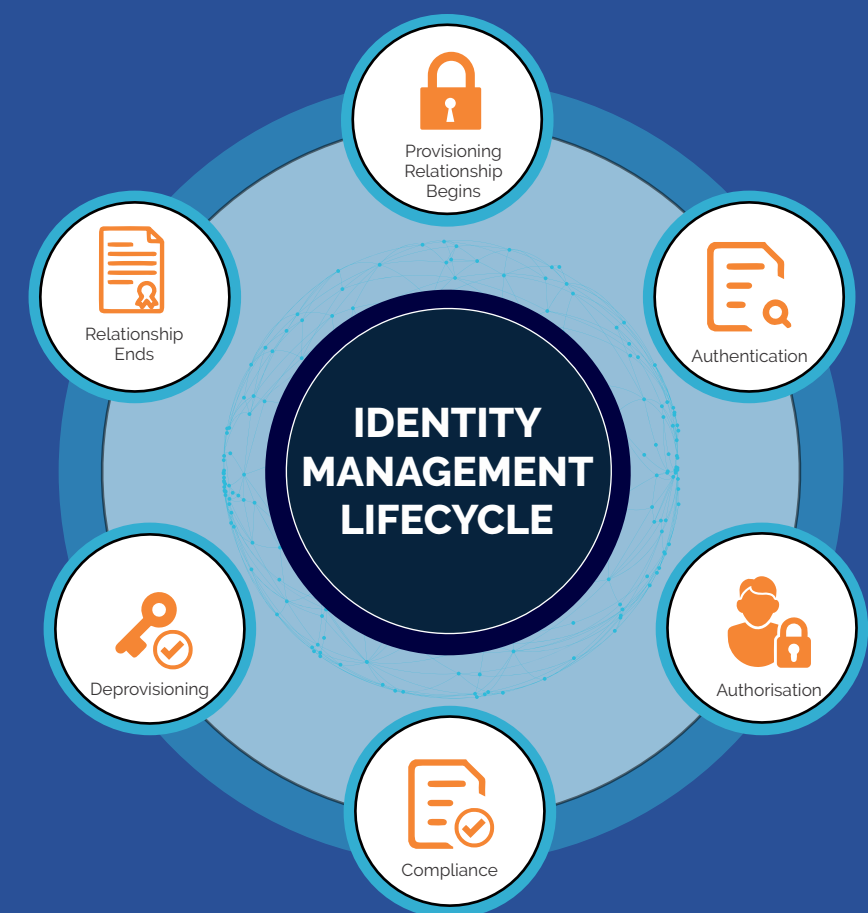 Provisioning
Relationship
Begins
Authentication
Authorisation
Compliance
Deprovisioning
Relationship
Ends
IDENTITY
MANAGEMENT
LIFECYCLE